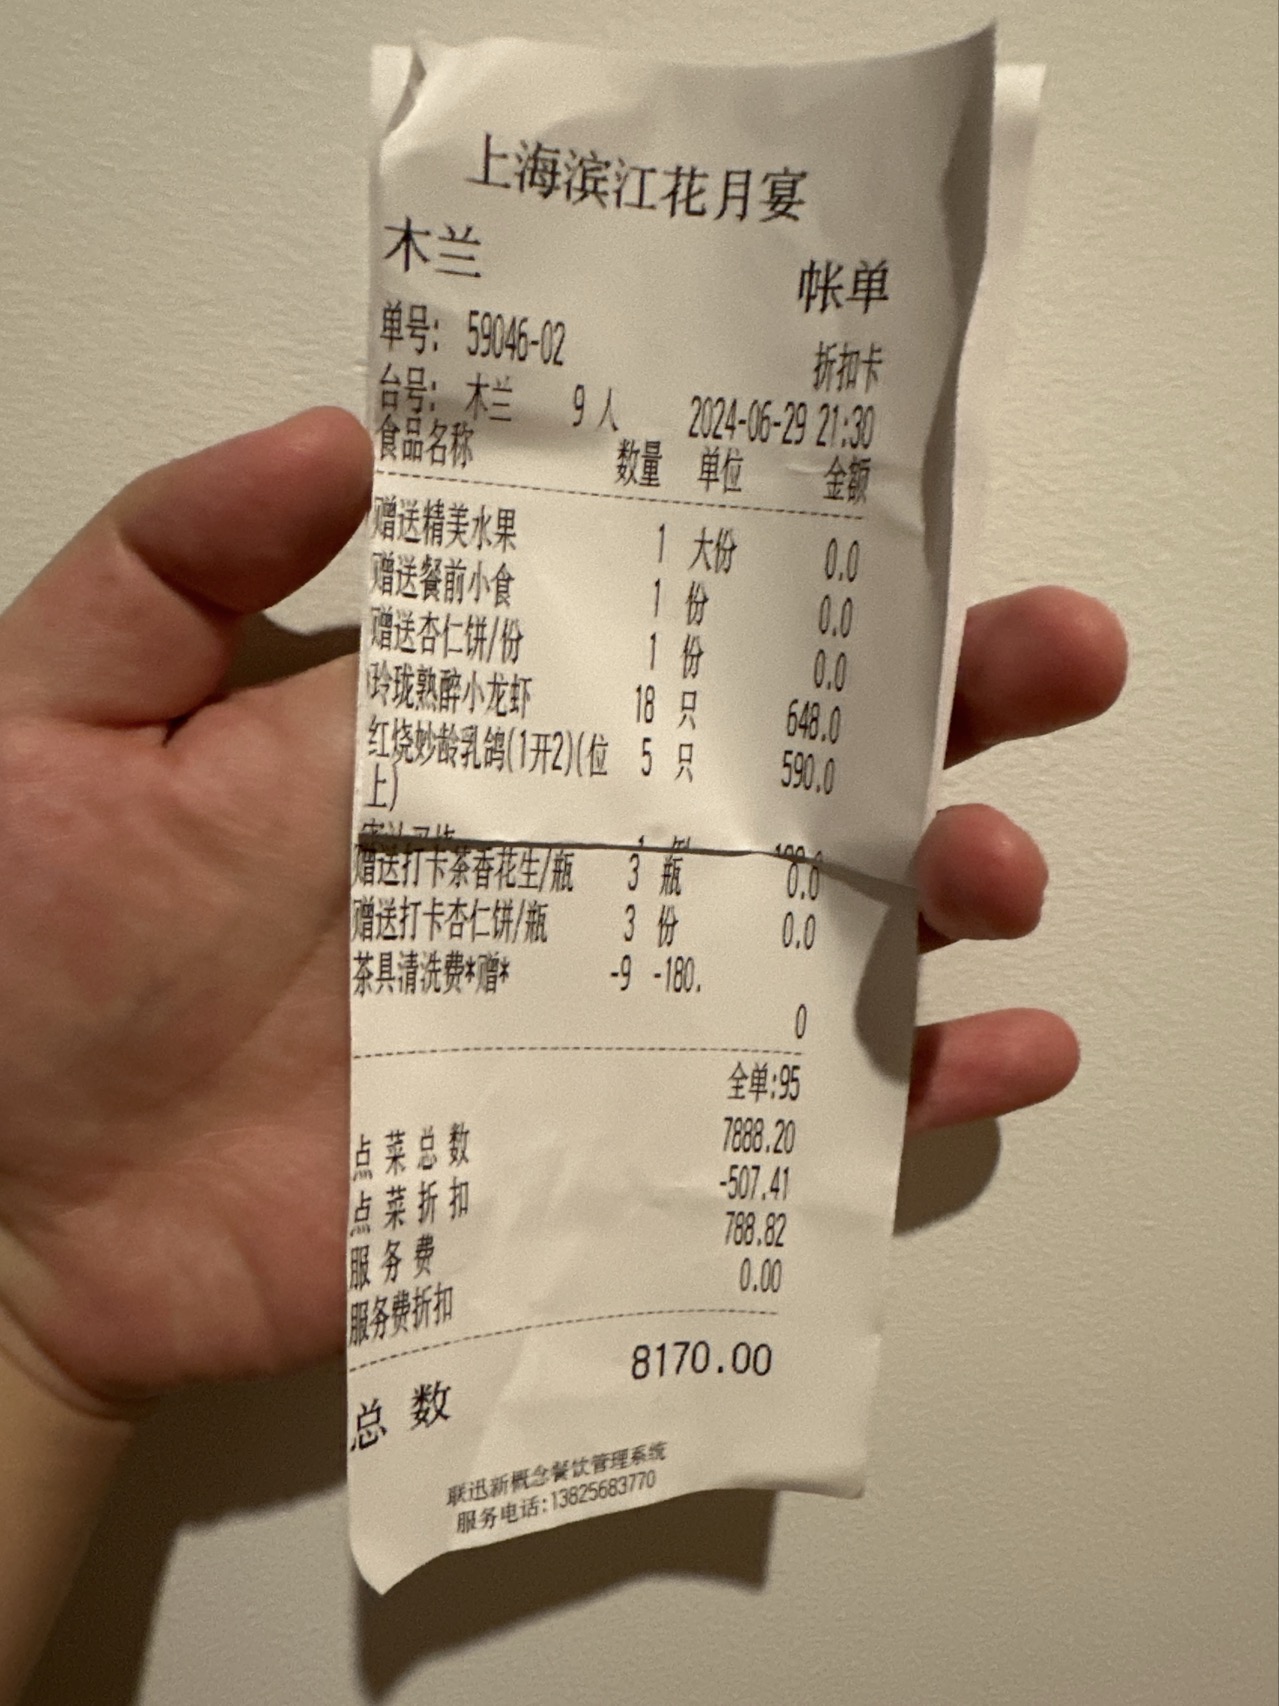 上海滨江花月宴
木兰
帐单
单号: 59046-02
折扣卡
台号: 木兰 9 人 2024-06-29 21:30
食品名称 数量 单位 金额
赠送精美水果 1 大份 0.0
赠送餐前小食 1 份 0.0
赠送杏仁饼/份 1 份 0.0
玲珑熟醉小龙虾 18 只 648.0
红烧妙龄乳鸽(1开2)(位 5 只 590.0
上)
赠送打卡茶香花生/瓶 3 瓶 0.0
赠送打卡杏仁饼/瓶 3 份 0.0
茶具清洗费*赠* -9 -180.
0
全单:95
点菜总数 7888.20
点菜折扣 -507.41
服务费 788.82
服务费折扣 0.00
总数 8170.00
联迅新概念餐饮管理系统
服务电话:13825683770